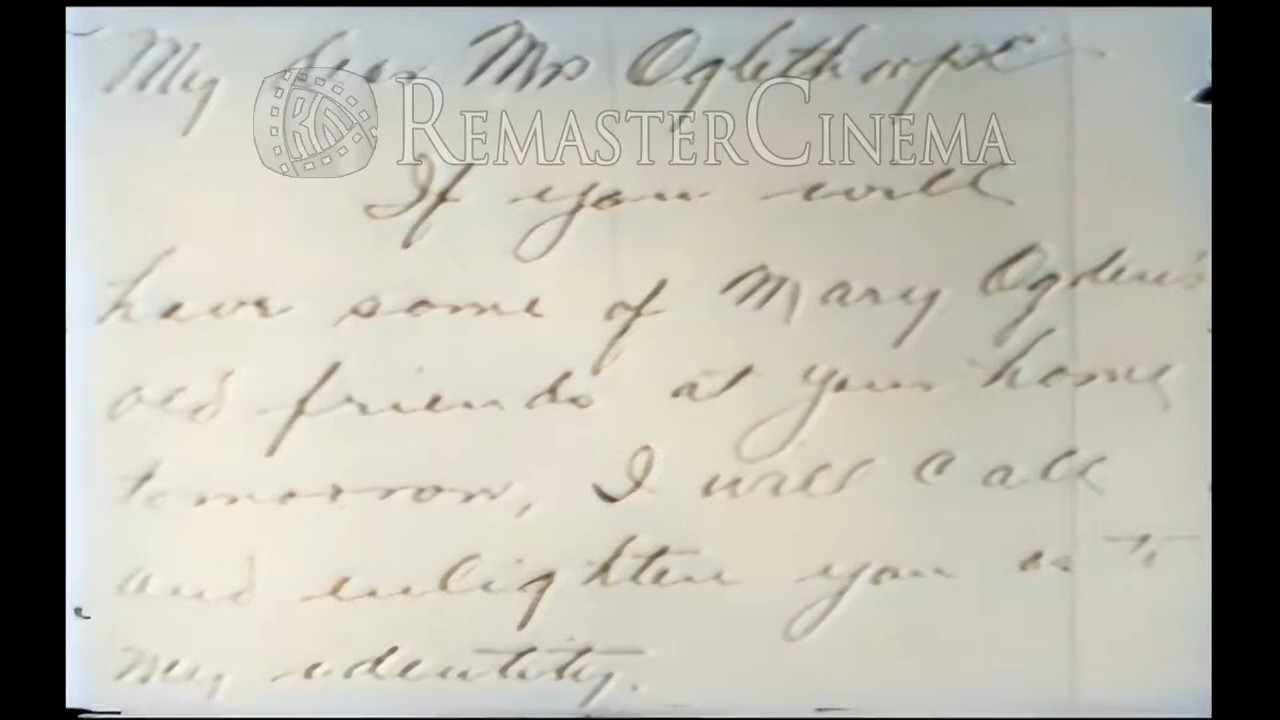 My dear Mrs Oglethorpe
REMASTERCINEMA
If you will
have some of Mary Ogden's
old friends at your home
tomorrow, I will call
and enlighten you as to
my identity.